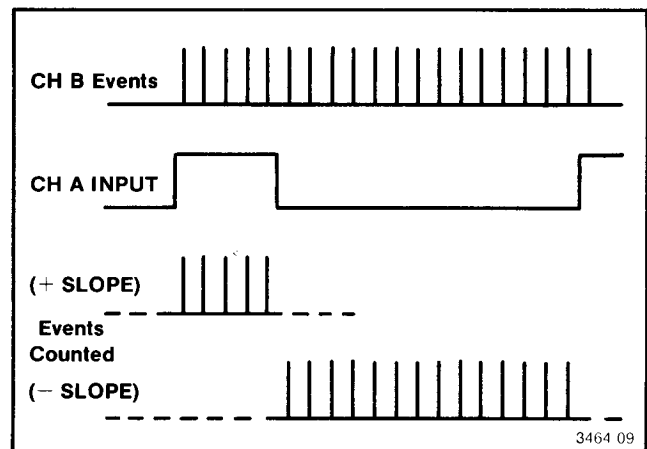 CH B Events
CH A INPUT
(+ SLOPE)
Events
Counted
(− SLOPE)
3464 09